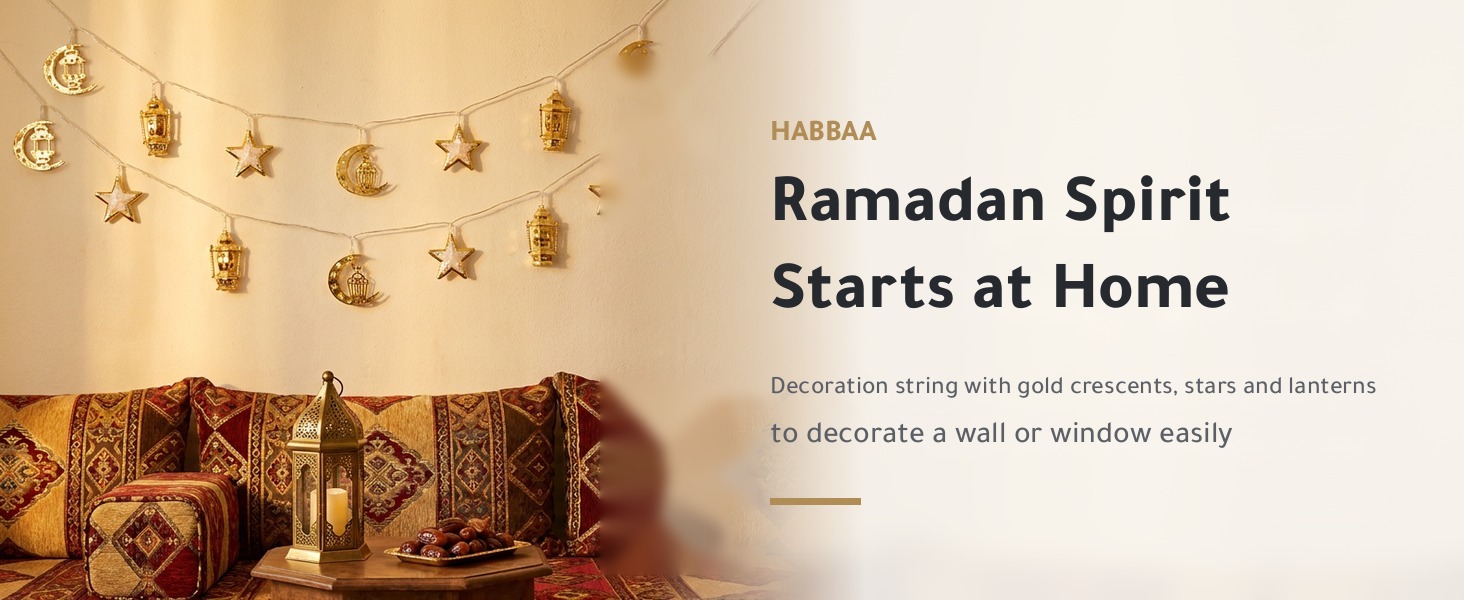 HABBAA
Ramadan Spirit
Starts at Home
Decoration string with gold crescents, stars and lanterns
to decorate a wall or window easily